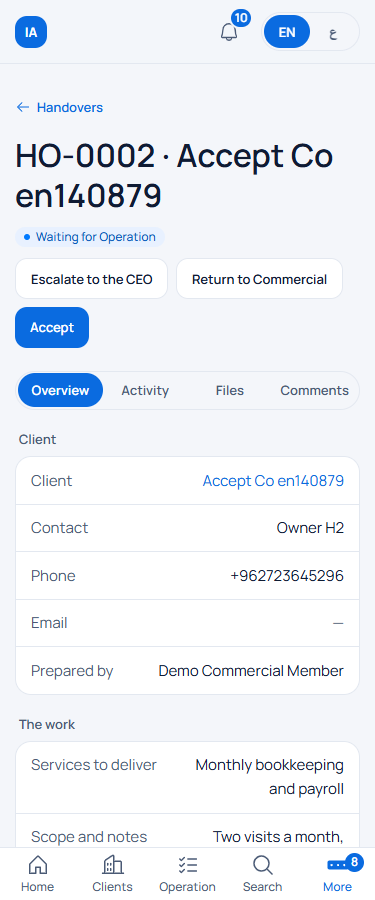 IA
10
EN
ع
← Handovers
HO-0002 · Accept Co
en140879
Waiting for Operation
Escalate to the CEO
Return to Commercial
Accept
Overview
Activity
Files
Comments
Client
Client
Accept Co en140879
Contact
Owner H2
Phone
+962723645296
Email
—
Prepared by
Demo Commercial Member
The work
Services to deliver
Monthly bookkeeping
and payroll
Scope and notes
Two visits a month,
8
Home
Clients
Operation
Search
More